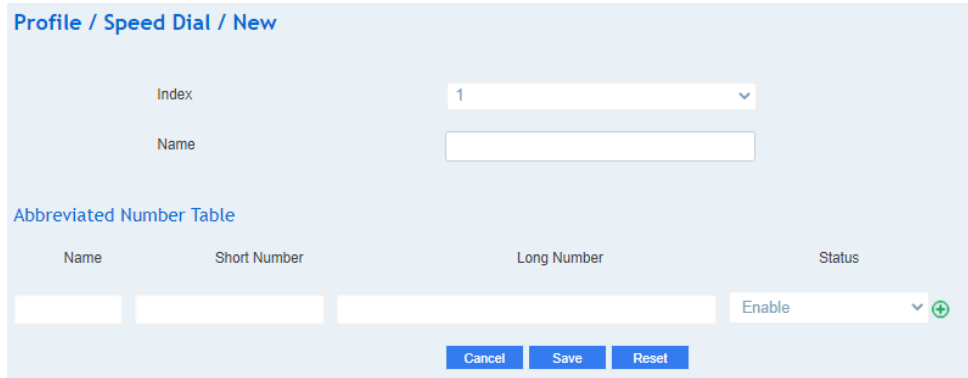 Profile / Speed Dial / New
Index 1
Name
Abbreviated Number Table
Name Short Number Long Number Status
Enable
Cancel Save Reset